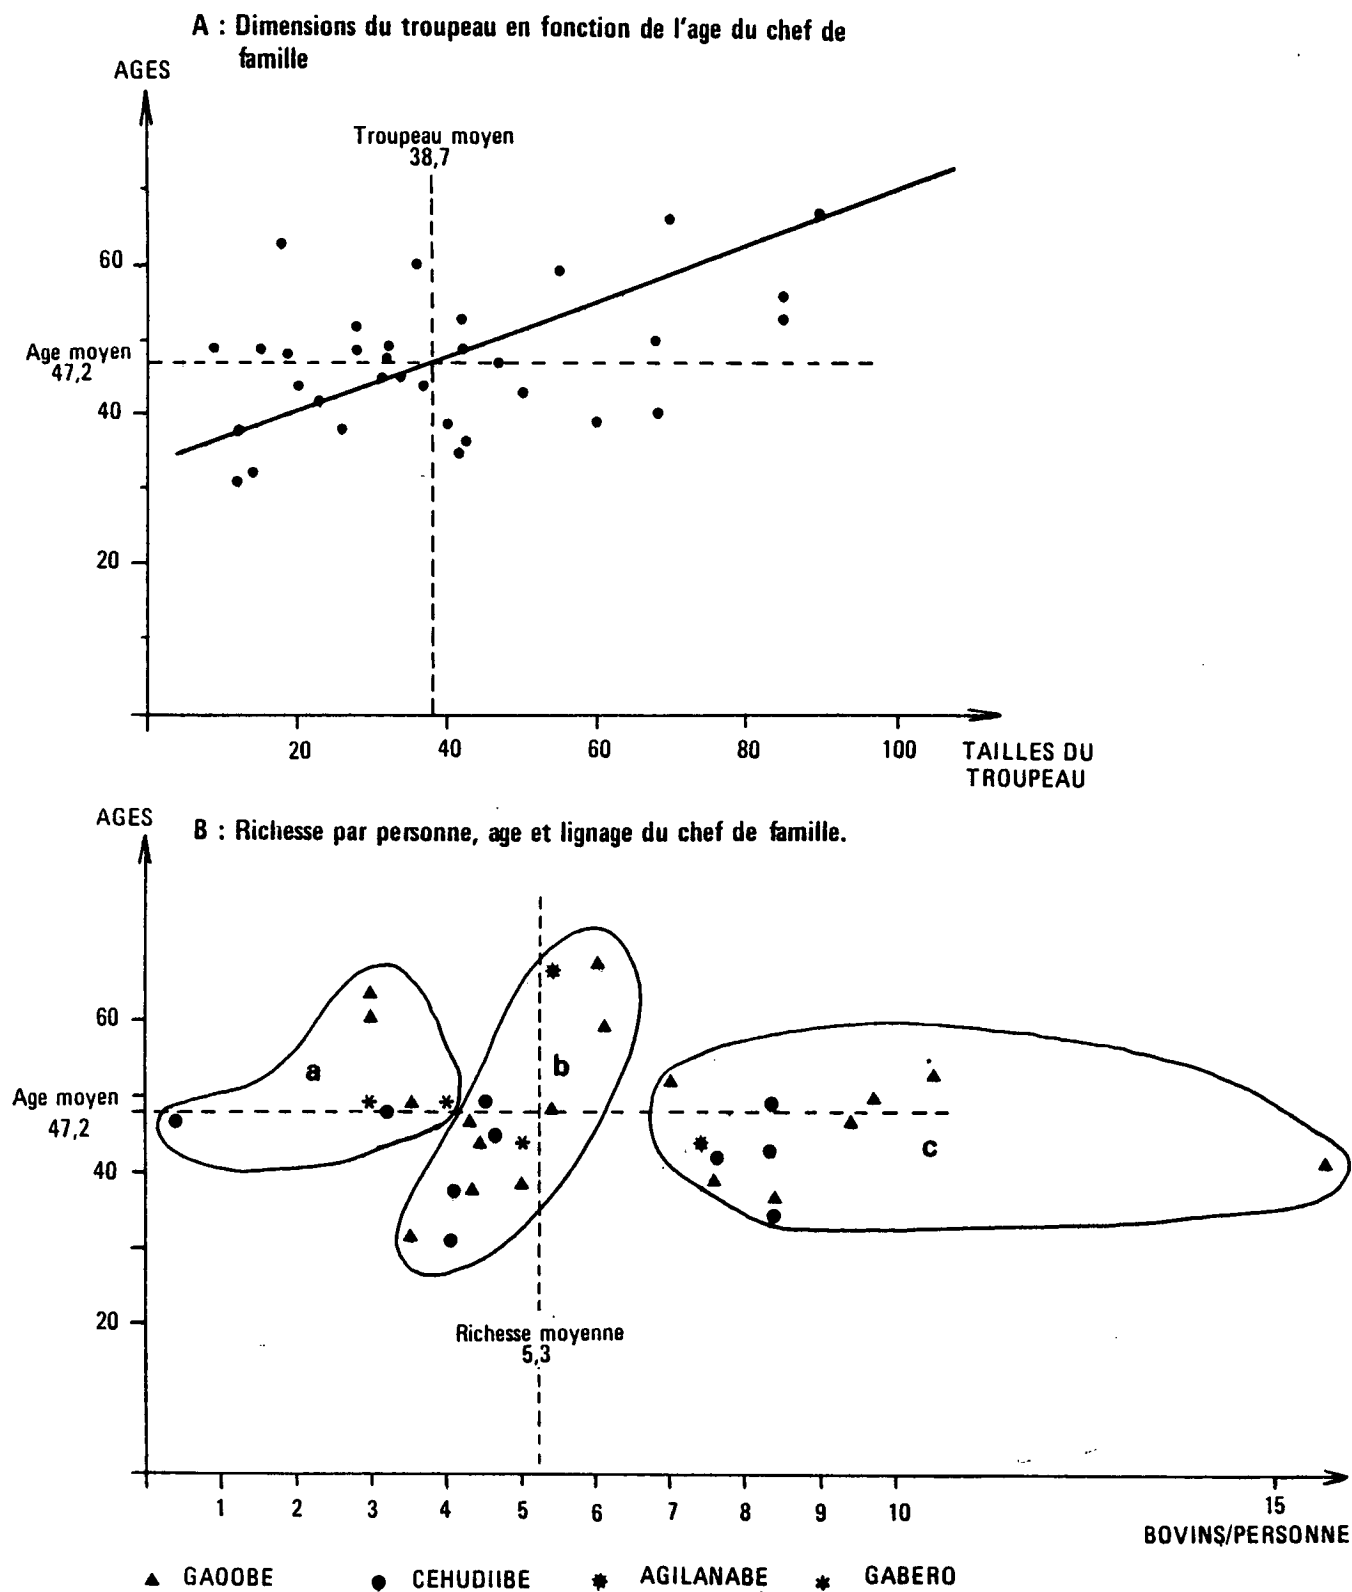 A : Dimensions du troupeau en fonction de l'age du chef de
famille
AGES
Troupeau moyen
38,7
60
Age moyen
47,2
40
20
20 40 60 80 100
TAILLES DU
TROUPEAU
AGES
B : Richesse par personne, age et lignage du chef de famille.
60
a
b
Age moyen
47,2
c
40
20
Richesse moyenne
5,3
1 2 3 4 5 6 7 8 9 10 15
BOVINS/PERSONNE
GAOOBE CEHUDIIBE AGILANABE GABERO